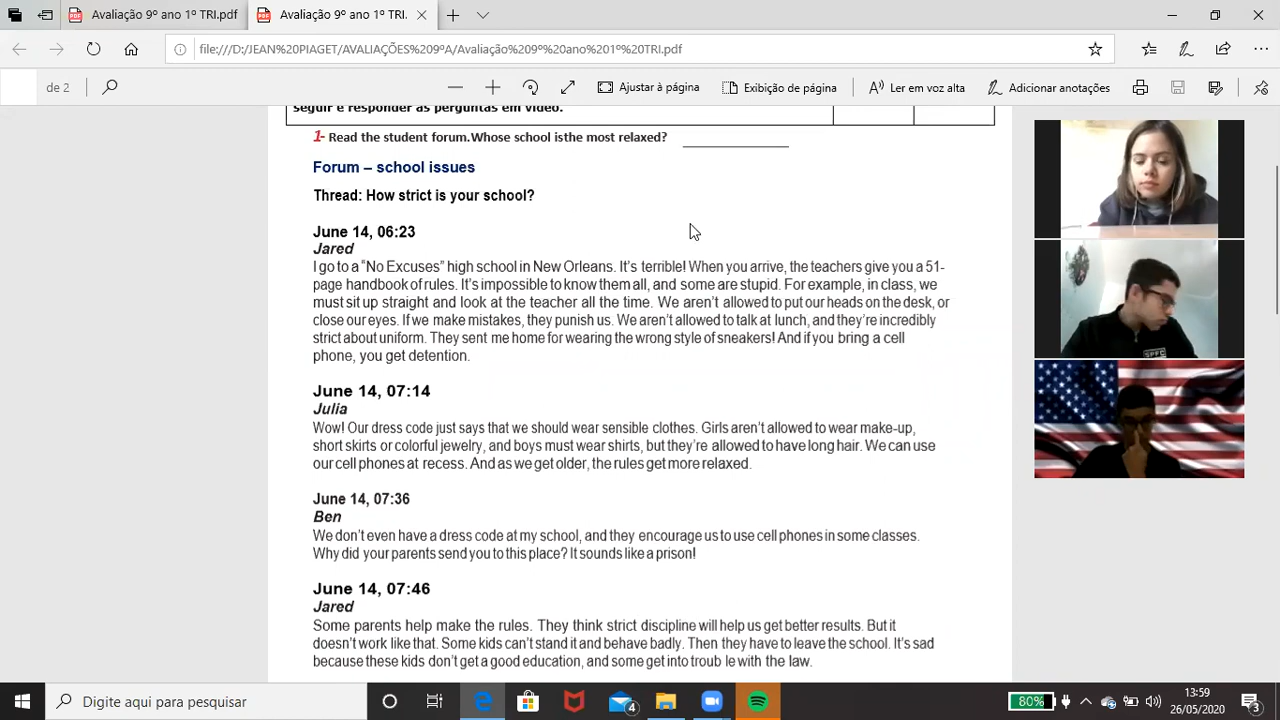 Avaliação 9º ano 1º TRI.pdf
Avaliação 9º ano 1º TRI.pdf
file:///D:/JEAN%20PIAGET/AVALIAÇÕES%209ºA/Avaliação%209º%20ano%201º%20TRI.pdf
de 2
Ajustar à página
Exibição de página
Ler em voz alta
Adicionar anotações
seguir e responder as perguntas em vídeo.
1- Read the student forum.Whose school isthe most relaxed?
Forum – school issues
Thread: How strict is your school?
June 14, 06:23
Jared
I go to a “No Excuses” high school in New Orleans. It’s terrible! When you arrive, the teachers give you a 51-
page handbook of rules. It’s impossible to know them all, and some are stupid. For example, in class, we
must sit up straight and look at the teacher all the time. We aren’t allowed to put our heads on the desk, or
close our eyes. If we make mistakes, they punish us. We aren’t allowed to talk at lunch, and they’re incredibly
strict about uniform. They sent me home for wearing the wrong style of sneakers! And if you bring a cell
phone, you get detention.
June 14, 07:14
Julia
Wow! Our dress code just says that we should wear sensible clothes. Girls aren’t allowed to wear make-up,
short skirts or colorful jewelry, and boys must wear shirts, but they’re allowed to have long hair. We can use
our cell phones at recess. And as we get older, the rules get more relaxed.
June 14, 07:36
Ben
We don’t even have a dress code at my school, and they encourage us to use cell phones in some classes.
Why did your parents send you to this place? It sounds like a prison!
June 14, 07:46
Jared
Some parents help make the rules. They think strict discipline will help us get better results. But it
doesn’t work like that. Some kids can’t stand it and behave badly. Then they have to leave the school. It’s sad
because these kids don’t get a good education, and some get into troub le with the law.
SPFC
Digite aqui para pesquisar
4
80%
13:59
26/05/2020
3